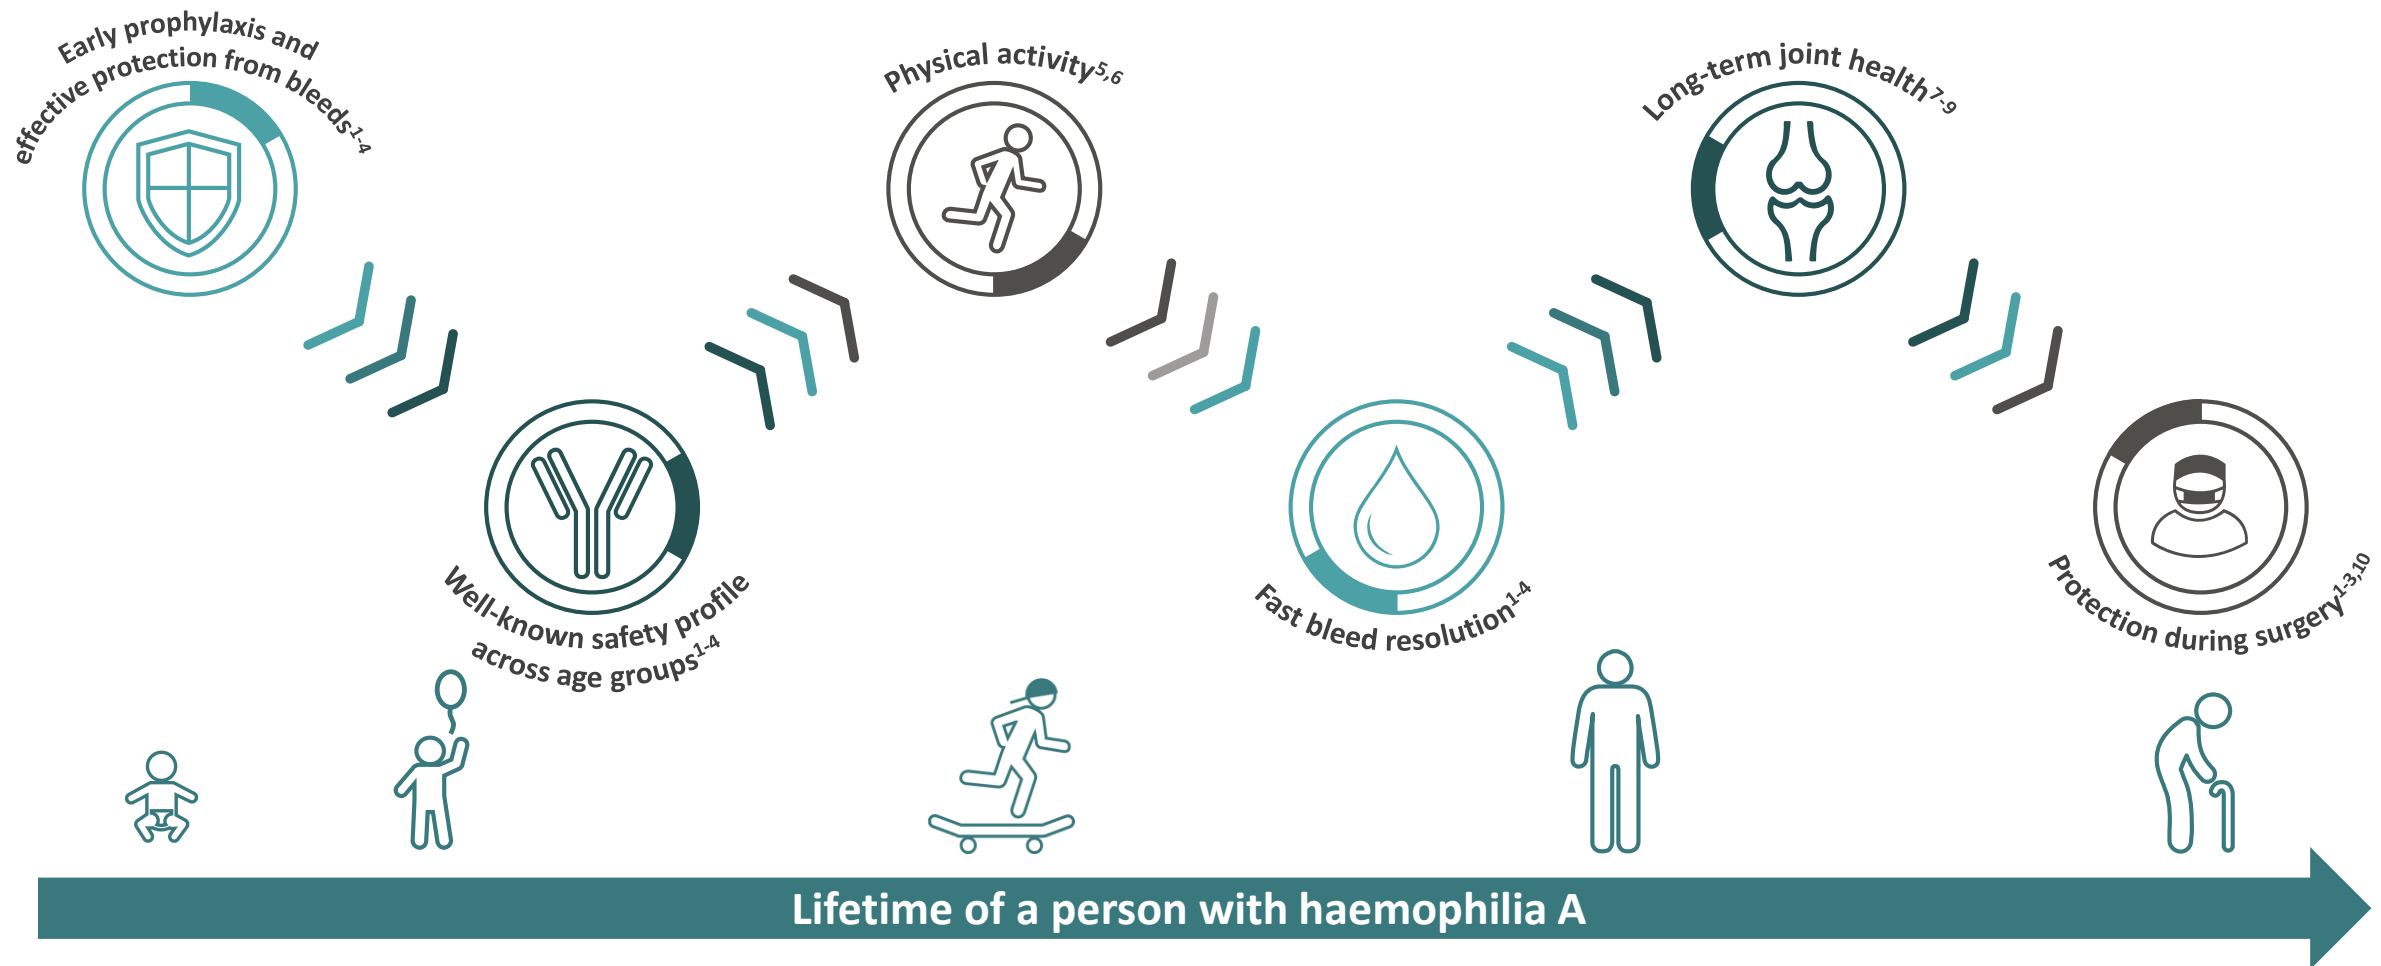 Early prophylaxis and
effective protection from bleeds1-4
Well-known safety profile
across age groups1-4
Physical activity5,6
Fast bleed resolution1-4
Long-term joint health7-9
Protection during surgery1-3,10
Lifetime of a person with haemophilia A